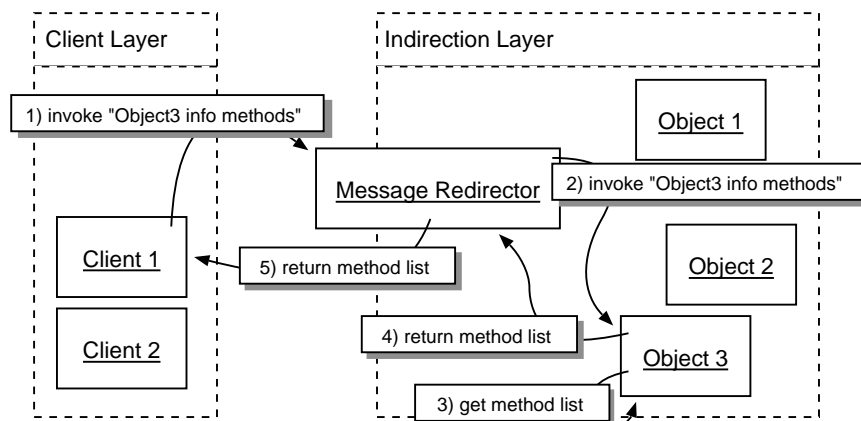 Client Layer
Indirection Layer
1) invoke "Object3 info methods"
Object 1
Message Redirector
2) invoke "Object3 info methods"
Client 1
5) return method list
Object 2
4) return method list
Client 2
Object 3
3) get method list